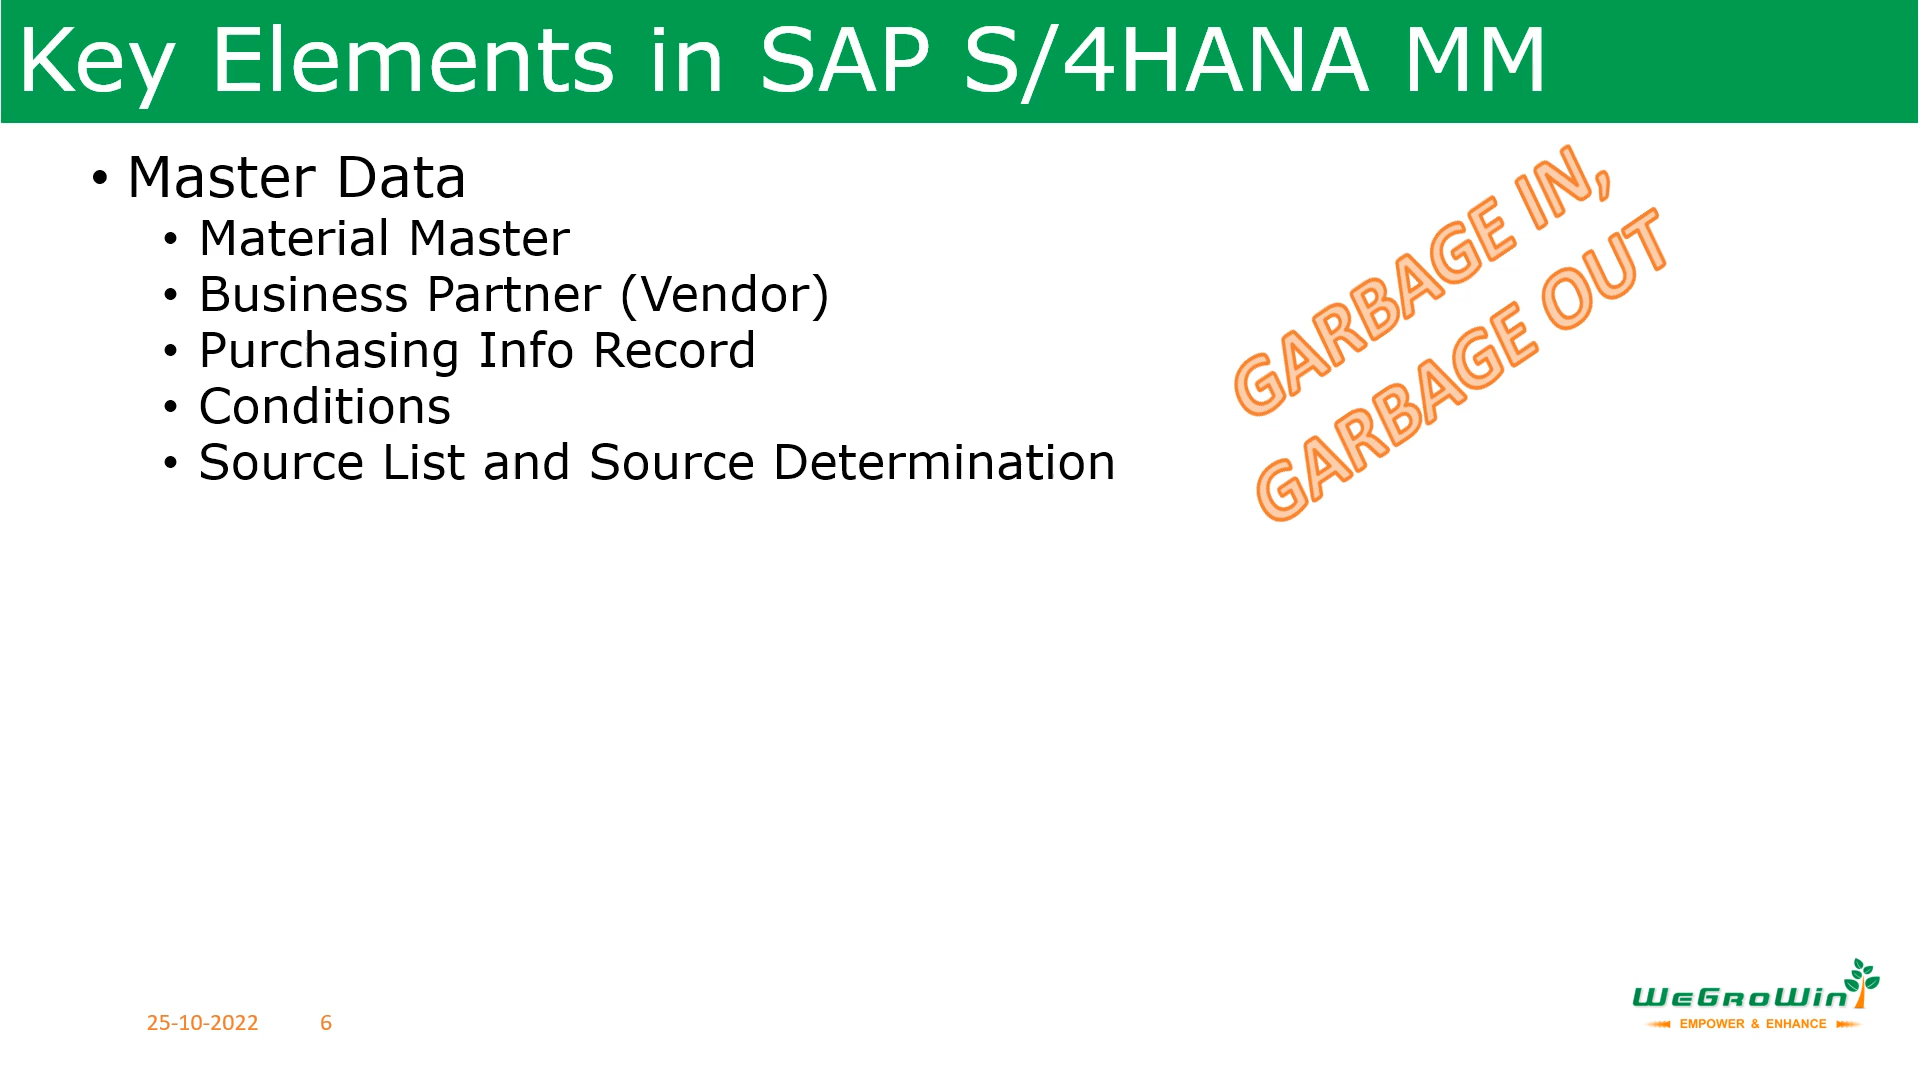 Key Elements in SAP S/4HANA MM
• Master Data
• Material Master
• Business Partner (Vendor)
• Purchasing Info Record
• Conditions
• Source List and Source Determination
GARBAGE IN,
GARBAGE OUT
25-10-2022 6
WeGroWin
EMPOWER & ENHANCE